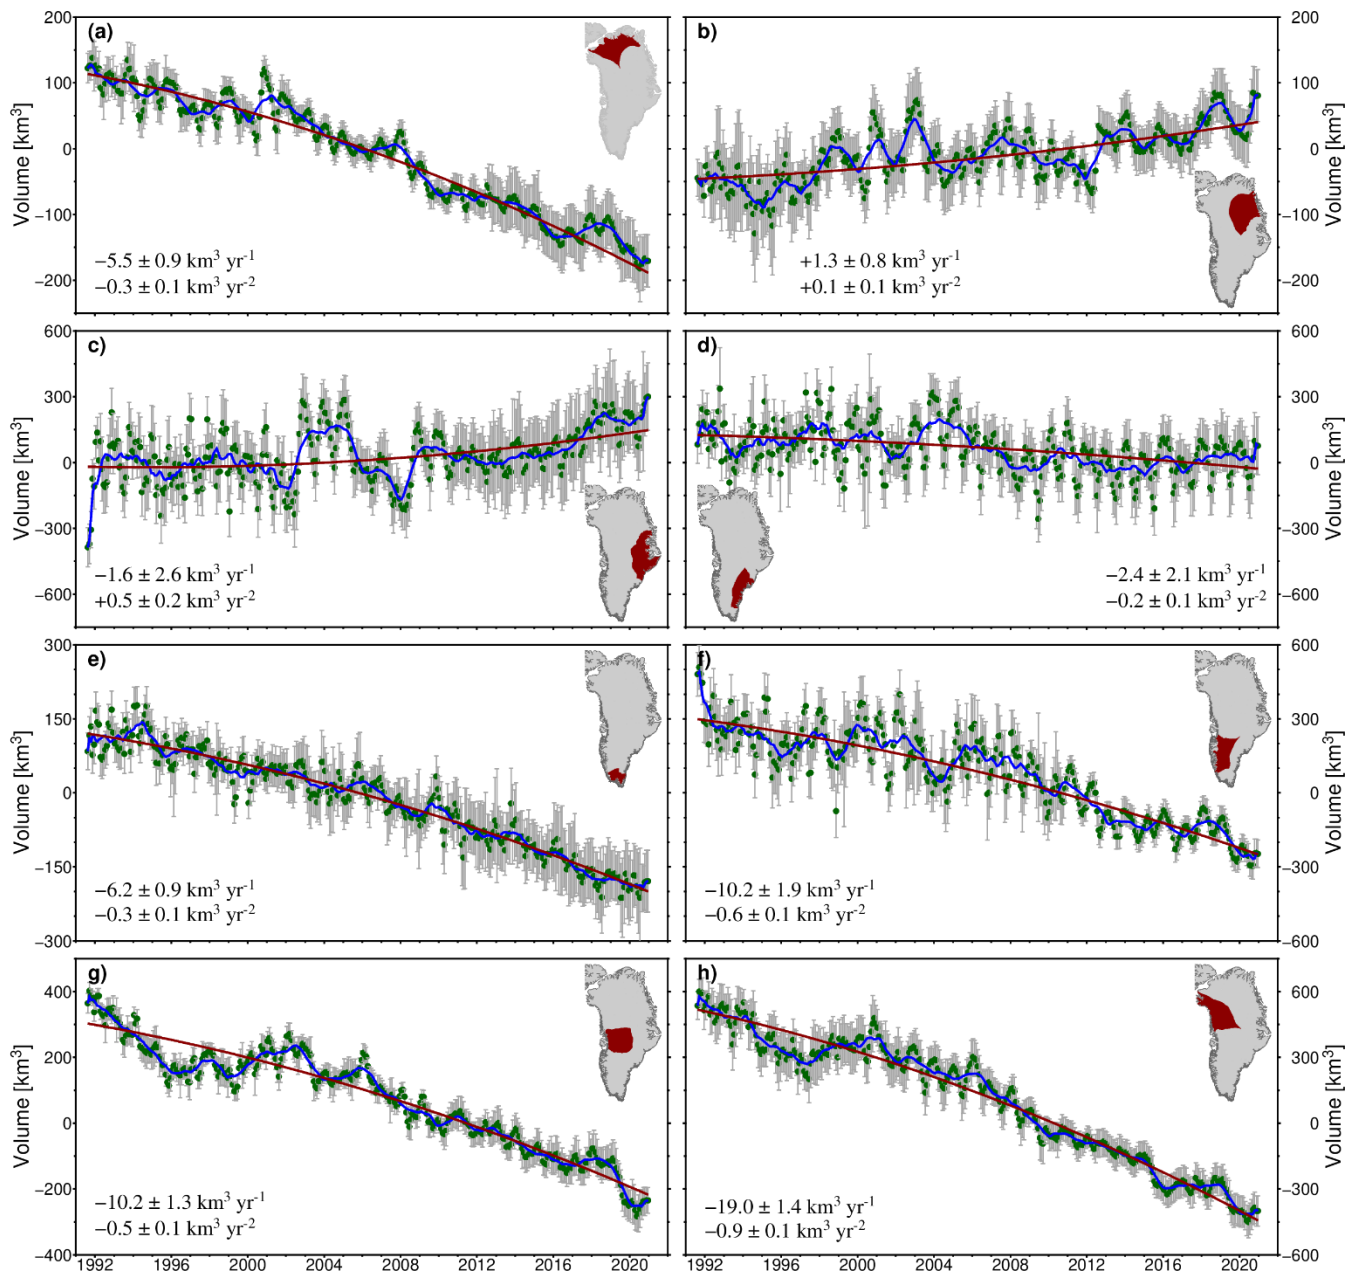 (a)
b)
200
100
0
−100
−200
Volume [km³]
−5.5 ± 0.9 km³ yr⁻¹
−0.3 ± 0.1 km³ yr⁻²
+1.3 ± 0.8 km³ yr⁻¹
+0.1 ± 0.1 km³ yr⁻²
200
100
0
−100
−200
Volume [km³]
c)
d)
600
300
0
−300
−600
Volume [km³]
−1.6 ± 2.6 km³ yr⁻¹
+0.5 ± 0.2 km³ yr⁻²
−2.4 ± 2.1 km³ yr⁻¹
−0.2 ± 0.1 km³ yr⁻²
600
300
0
−300
−600
Volume [km³]
e)
f)
300
150
0
−150
−300
Volume [km³]
−6.2 ± 0.9 km³ yr⁻¹
−0.3 ± 0.1 km³ yr⁻²
−10.2 ± 1.9 km³ yr⁻¹
−0.6 ± 0.1 km³ yr⁻²
600
300
0
−300
−600
Volume [km³]
g)
h)
400
200
0
−200
−400
Volume [km³]
−10.2 ± 1.3 km³ yr⁻¹
−0.5 ± 0.1 km³ yr⁻²
−19.0 ± 1.4 km³ yr⁻¹
−0.9 ± 0.1 km³ yr⁻²
600
300
0
−300
−600
Volume [km³]
1992 1996 2000 2004 2008 2012 2016 2020
1992 1996 2000 2004 2008 2012 2016 2020